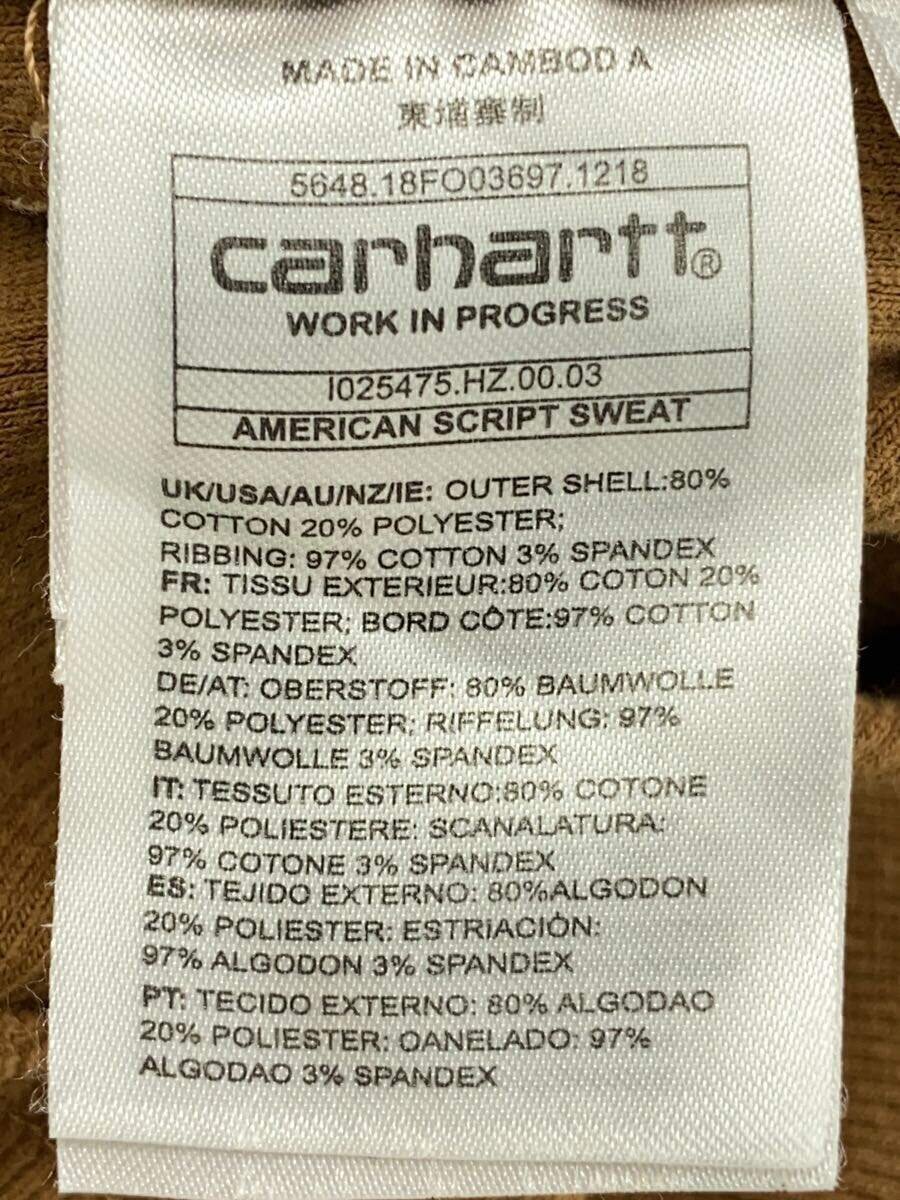 MADE IN CAMBOD A
柬埔寨制
5648.18FO03697.1218
carhartt®
WORK IN PROGRESS
I025475.HZ.00.03
AMERICAN SCRIPT SWEAT
UK/USA/AU/NZ/IE: OUTER SHELL:80%
COTTON 20% POLYESTER;
RIBBING: 97% COTTON 3% SPANDEX
FR: TISSU EXTERIEUR:80% COTON 20%
POLYESTER; BORD CÔTE:97% COTTON
3% SPANDEX
DE/AT: OBERSTOFF: 80% BAUMWOLLE
20% POLYESTER; RIFFELUNG: 97%
BAUMWOLLE 3% SPANDEX
IT: TESSUTO ESTERNO:80% COTONE
20% POLIESTERE: SCANALATURA:
97% COTONE 3% SPANDEX
ES: TEJIDO EXTERNO: 80%ALGODON
20% POLIESTER: ESTRIACIÓN:
97% ALGODON 3% SPANDEX
PT: TECIDO EXTERNO: 80% ALGODAO
20% POLIESTER: OANELADO: 97%
ALGODAO 3% SPANDEX